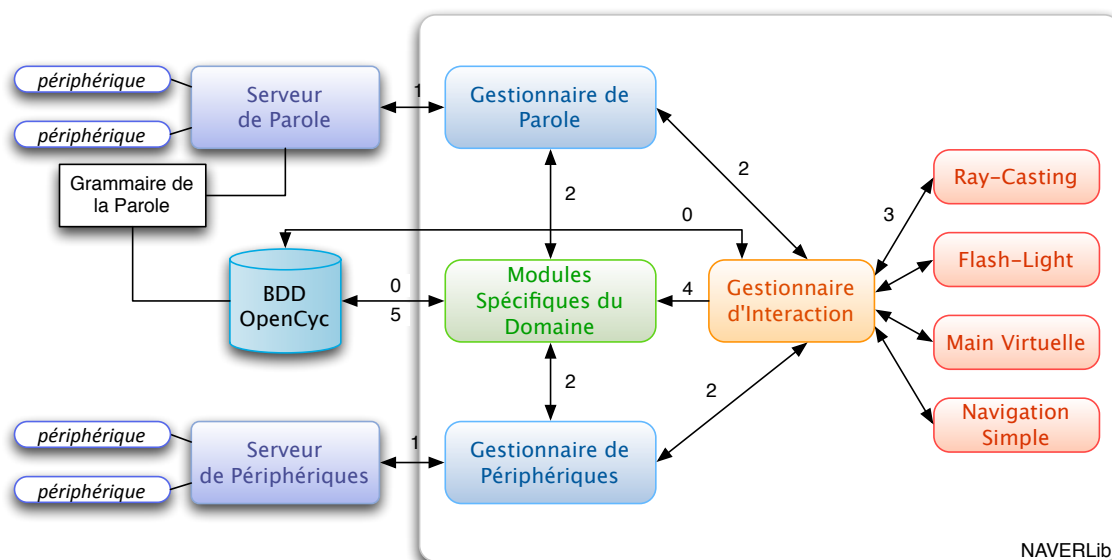 périphérique
Serveur
de Parole
1
Gestionnaire de
Parole
périphérique
Grammaire de
la Parole
2
2
Ray-Casting
3
0
Flash-Light
BDD
OpenCyc
0
5
Modules
Spécifiques du
Domaine
4
Gestionnaire
d'Interaction
Main Virtuelle
2
2
Navigation
Simple
périphérique
Serveur
de Périphériques
1
Gestionnaire de
Périphériques
périphérique
NAVERLib